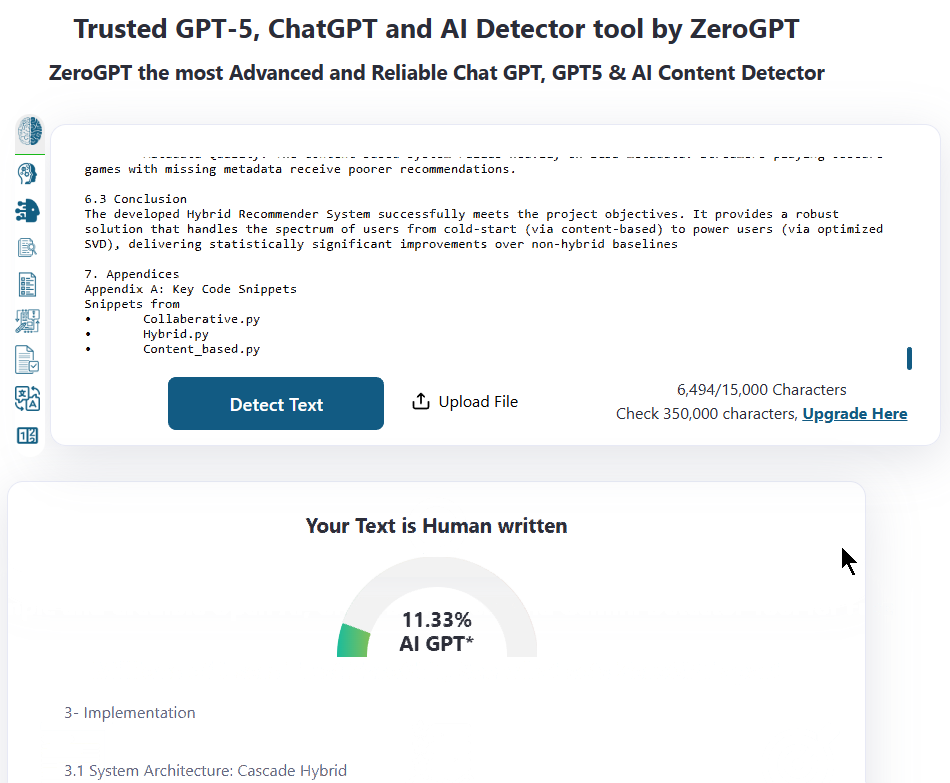 Trusted GPT-5, ChatGPT and AI Detector tool by ZeroGPT
ZeroGPT the most Advanced and Reliable Chat GPT, GPT5 & AI Content Detector
games with missing metadata receive poorer recommendations.
6.3 Conclusion
The developed Hybrid Recommender System successfully meets the project objectives. It provides a robust
solution that handles the spectrum of users from cold-start (via content-based) to power users (via optimized
SVD), delivering statistically significant improvements over non-hybrid baselines
7. Appendices
Appendix A: Key Code Snippets
Snippets from
• Collaberative.py
• Hybrid.py
• Content_based.py
Detect Text
Upload File
6,494/15,000 Characters
Check 350,000 characters, Upgrade Here
Your Text is Human written
11.33%
AI GPT*
3- Implementation
3.1 System Architecture: Cascade Hybrid